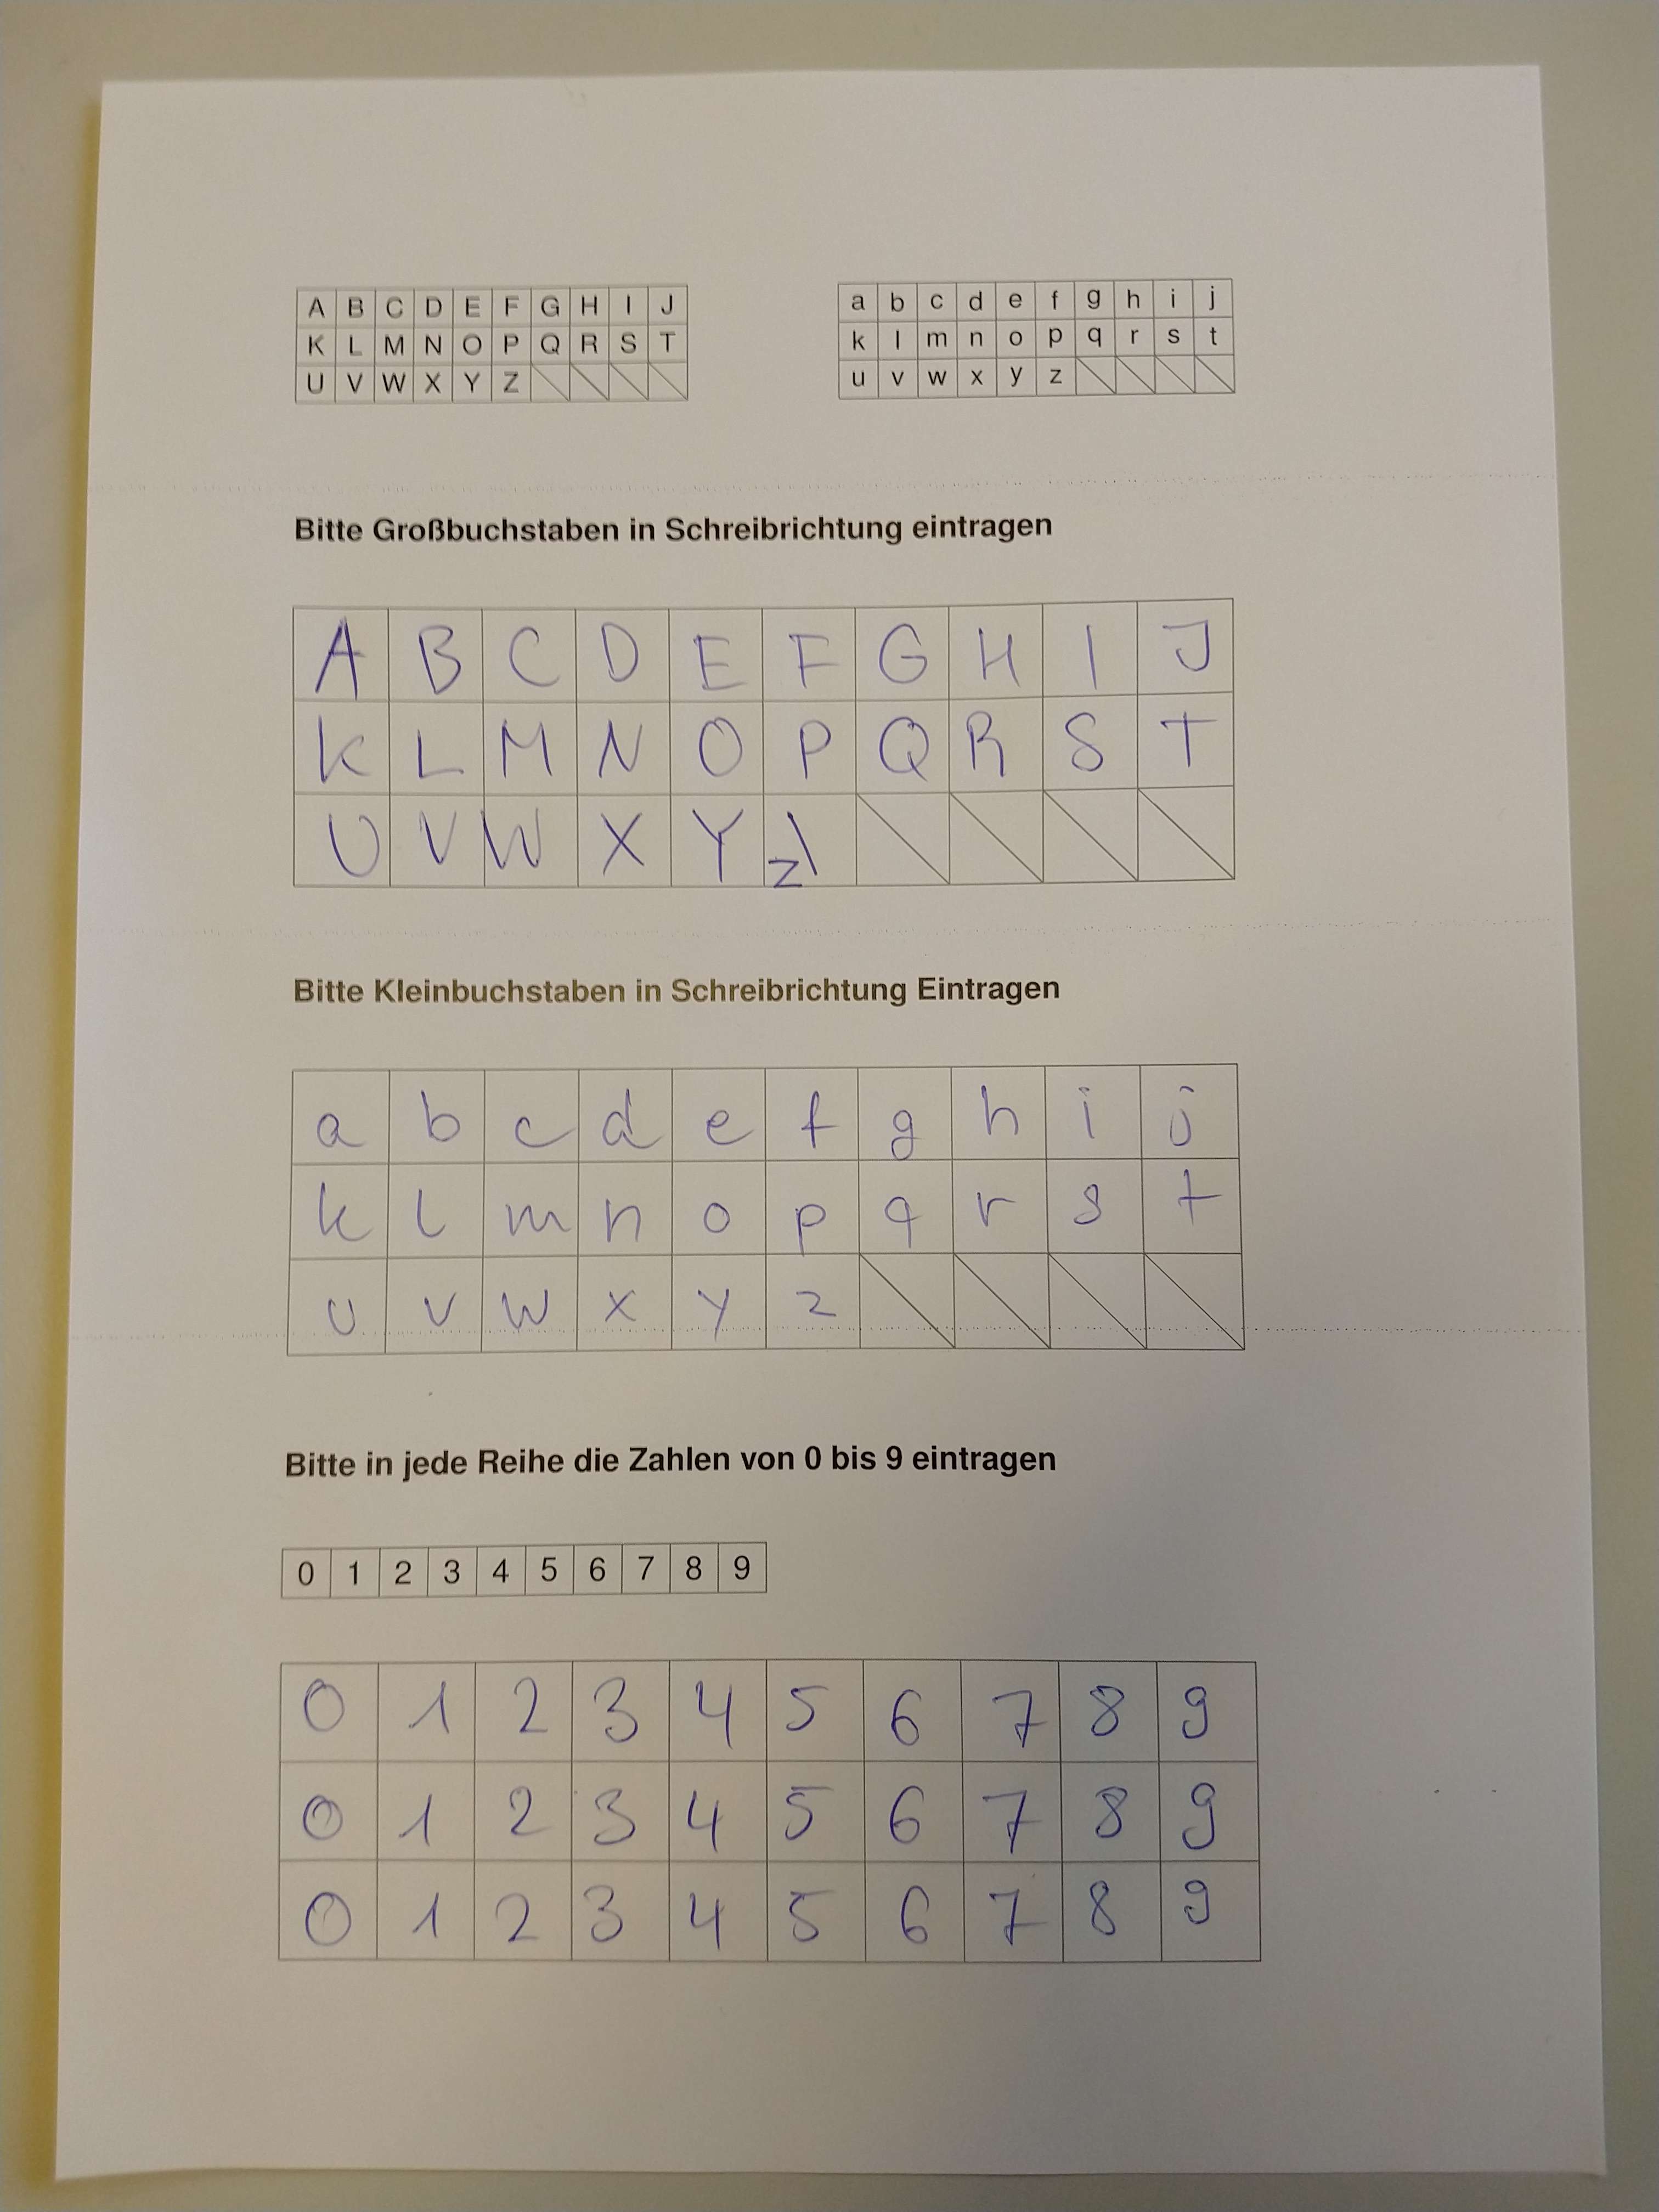 A B C D E F G H I J
K L M N O P Q R S T
U V W X Y Z
a b c d e f g h i j
k l m n o p q r s t
u v w x y z
Bitte Großbuchstaben in Schreibrichtung eintragen
A B C D E F G H I J
K L M N O P Q R S T
U V W X Y Z
Bitte Kleinbuchstaben in Schreibrichtung Eintragen
a b c d e f g h i j
k l m n o p q r s t
u v w x y z
Bitte in jede Reihe die Zahlen von 0 bis 9 eintragen
0 1 2 3 4 5 6 7 8 9
0 1 2 3 4 5 6 7 8 9
0 1 2 3 4 5 6 7 8 9
0 1 2 3 4 5 6 7 8 9